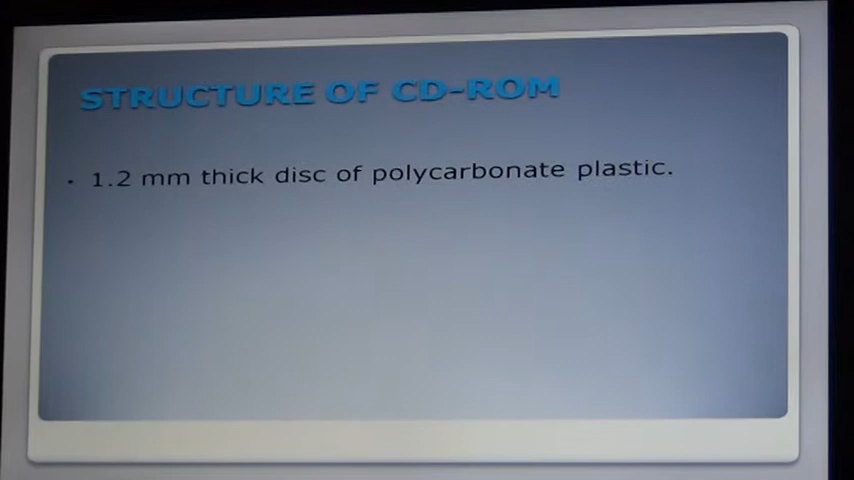 STRUCTURE OF CD-ROM
• 1.2 mm thick disc of polycarbonate plastic.